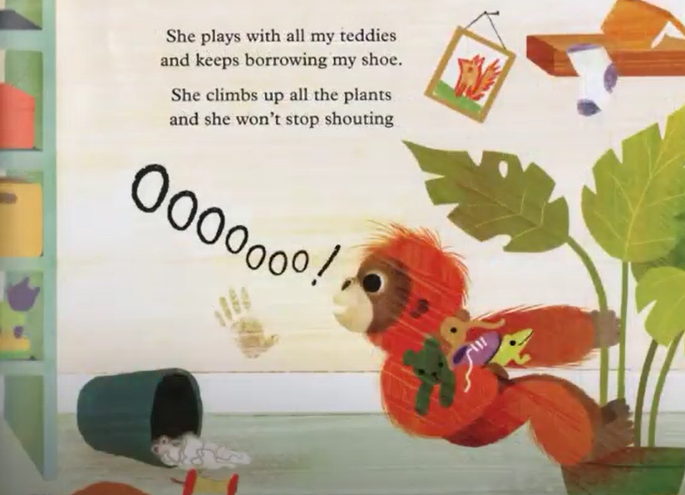 She plays with all my teddies
and keeps borrowing my shoe.
She climbs up all the plants
and she won't stop shouting
OOOOooo!